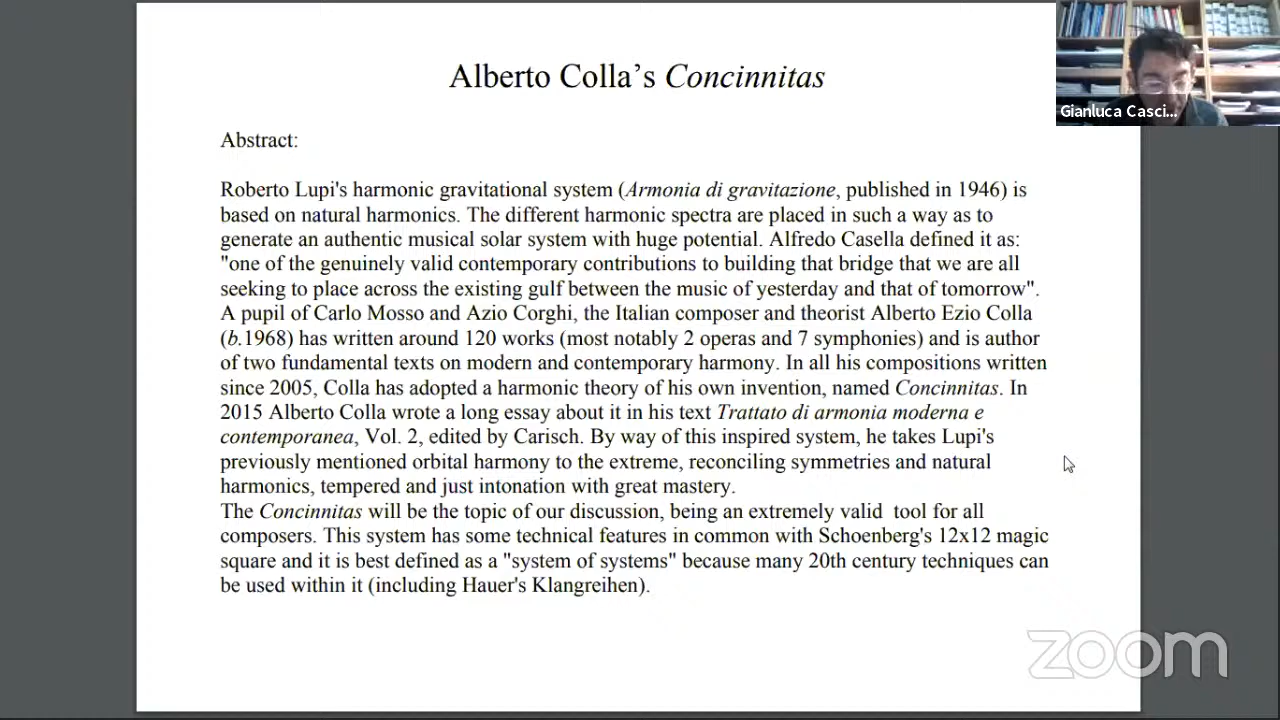 Alberto Colla's Concinnitas
Gianluca Casci...
Abstract:
Roberto Lupi's harmonic gravitational system (Armonia di gravitazione, published in 1946) is
based on natural harmonics. The different harmonic spectra are placed in such a way as to
generate an authentic musical solar system with huge potential. Alfredo Casella defined it as:
"one of the genuinely valid contemporary contributions to building that bridge that we are all
seeking to place across the existing gulf between the music of yesterday and that of tomorrow".
A pupil of Carlo Mosso and Azio Corghi, the Italian composer and theorist Alberto Ezio Colla
(b.1968) has written around 120 works (most notably 2 operas and 7 symphonies) and is author
of two fundamental texts on modern and contemporary harmony. In all his compositions written
since 2005, Colla has adopted a harmonic theory of his own invention, named Concinnitas. In
2015 Alberto Colla wrote a long essay about it in his text Trattato di armonia moderna e
contemporanea, Vol. 2, edited by Carisch. By way of this inspired system, he takes Lupi's
previously mentioned orbital harmony to the extreme, reconciling symmetries and natural
harmonics, tempered and just intonation with great mastery.
The Concinnitas will be the topic of our discussion, being an extremely valid  tool for all
composers. This system has some technical features in common with Schoenberg's 12x12 magic
square and it is best defined as a "system of systems" because many 20th century techniques can
be used within it (including Hauer's Klangreihen).
zoom